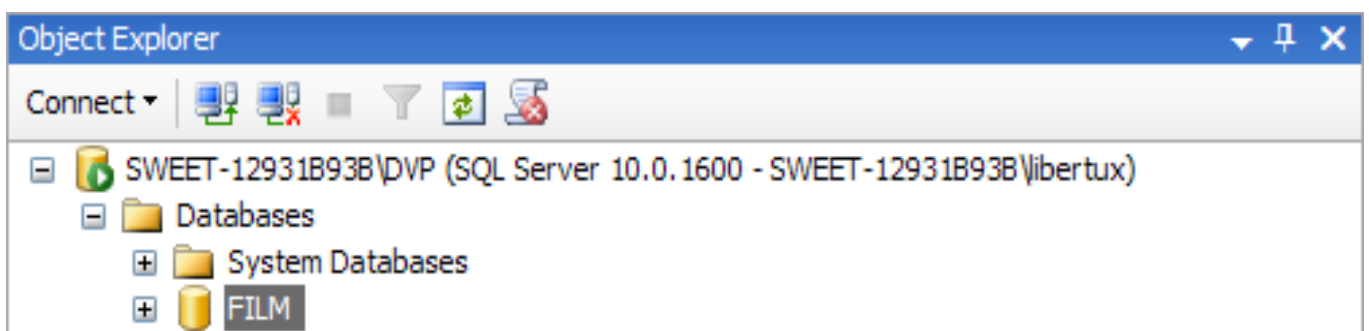 Object Explorer
Connect
SWEET-12931B93B\DVP (SQL Server 10.0.1600 - SWEET-12931B93B\libertux)
Databases
System Databases
FILM